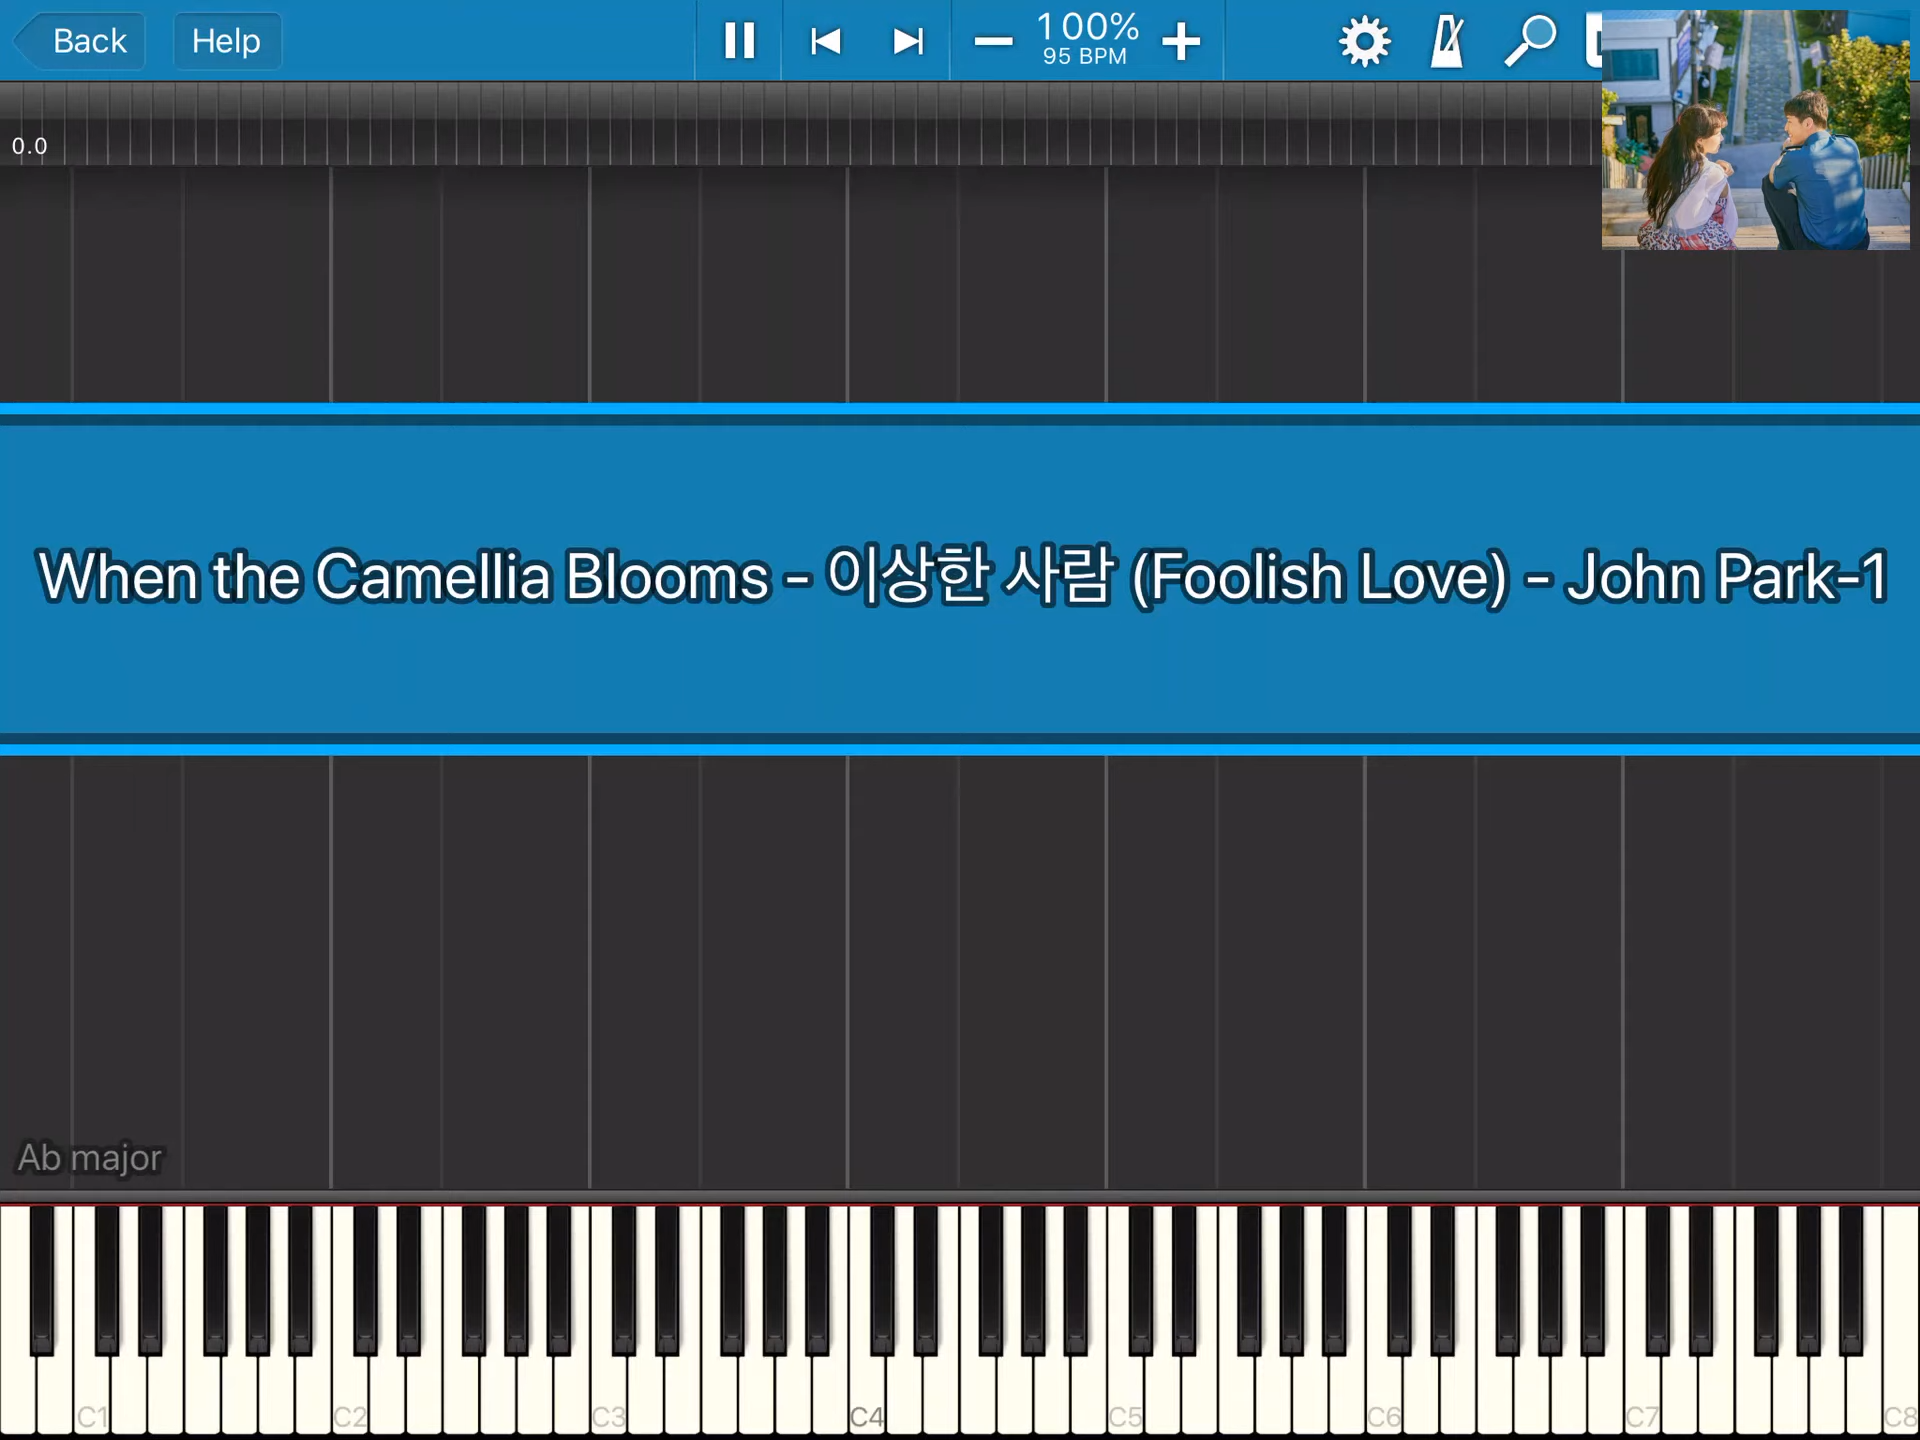 Back Help 100%
95 BPM
0.0
When the Camellia Blooms - 이상한 사람 (Foolish Love) - John Park-1
Ab major
C1 C2 C3 C4 C5 C6 C7 C8